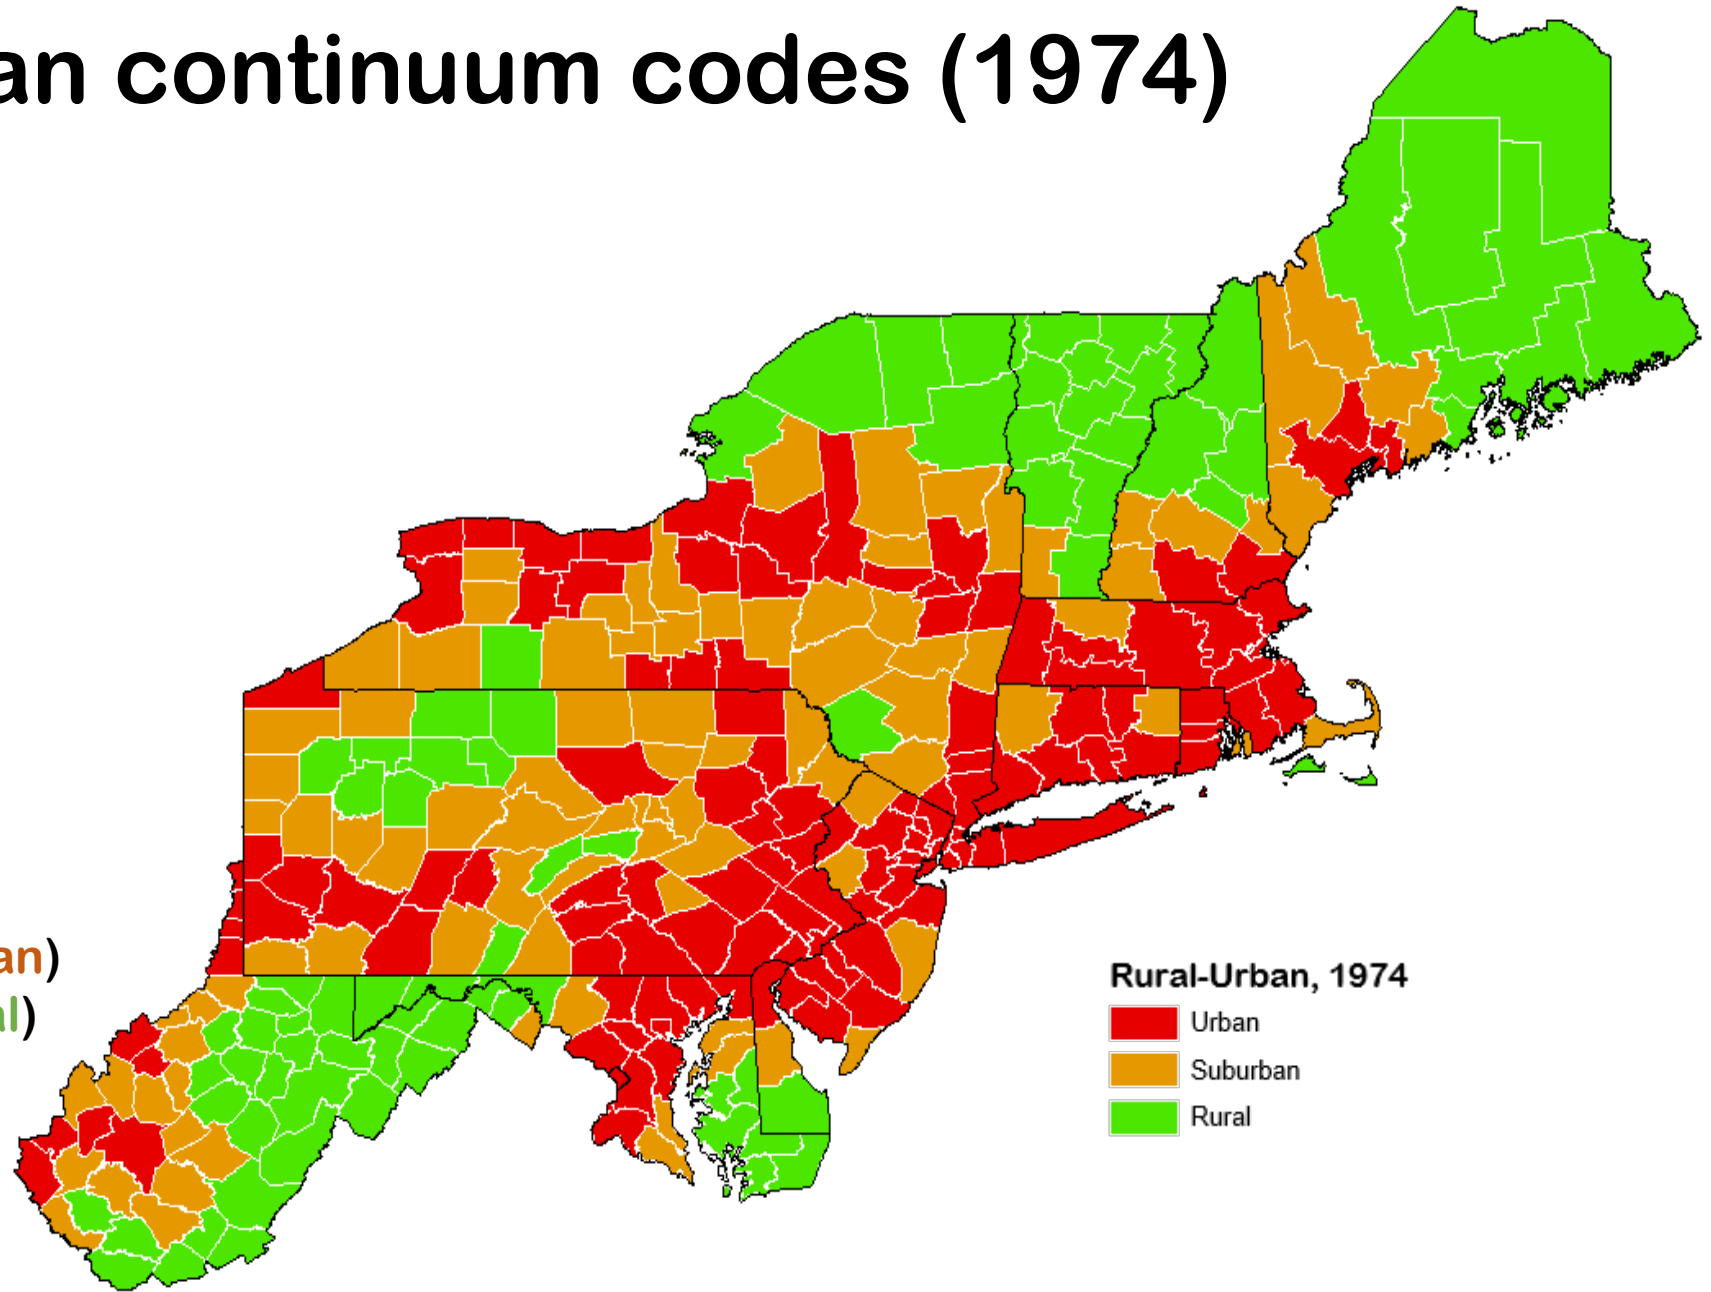 an continuum codes (1974)
an)
l)
Rural-Urban, 1974
Urban
Suburban
Rural